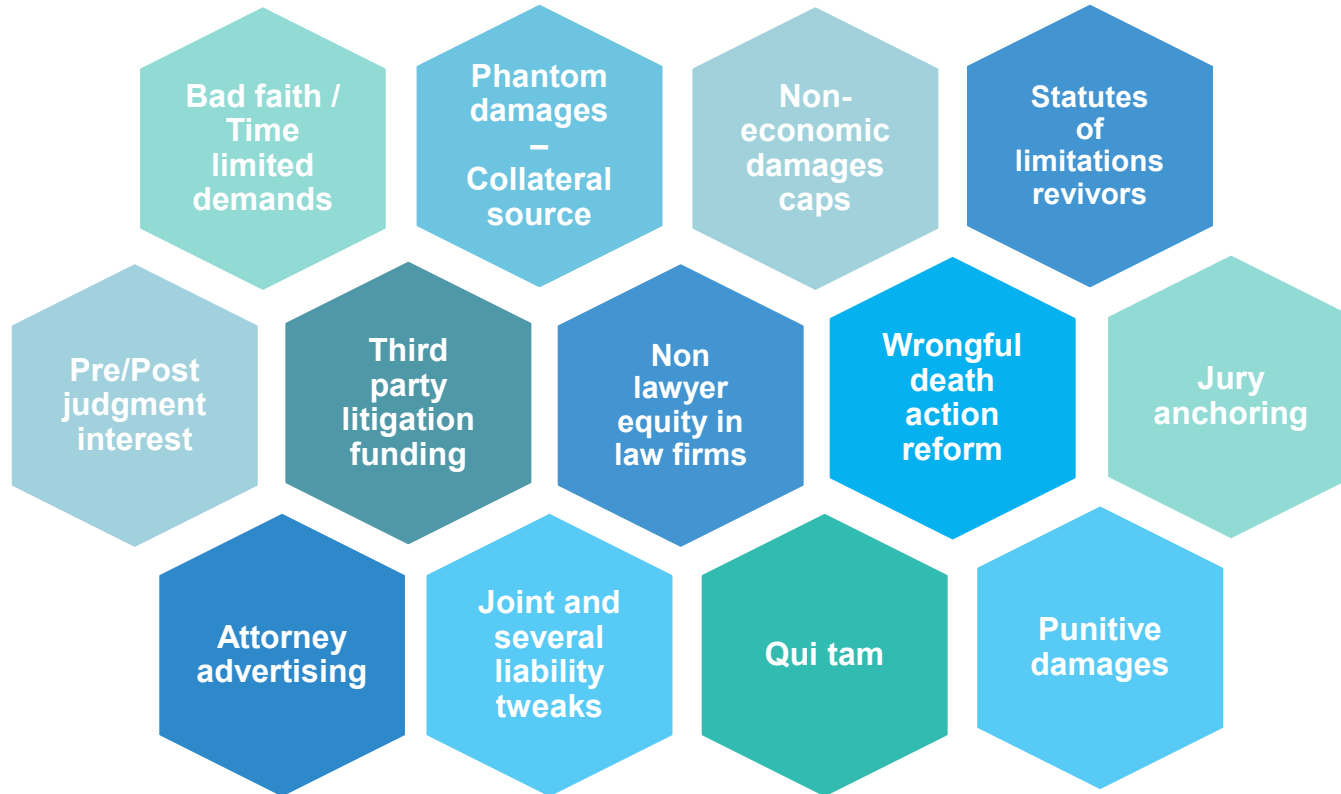 Bad faith /
Time
limited
demands
Phantom
damages
–
Collateral
source
Non-
economic
damages
caps
Statutes
of
limitations
revivors
Pre/Post
judgment
interest
Third
party
litigation
funding
Non
lawyer
equity in
law firms
Wrongful
death
action
reform
Jury
anchoring
Attorney
advertising
Joint and
several
liability
tweaks
Qui tam
Punitive
damages